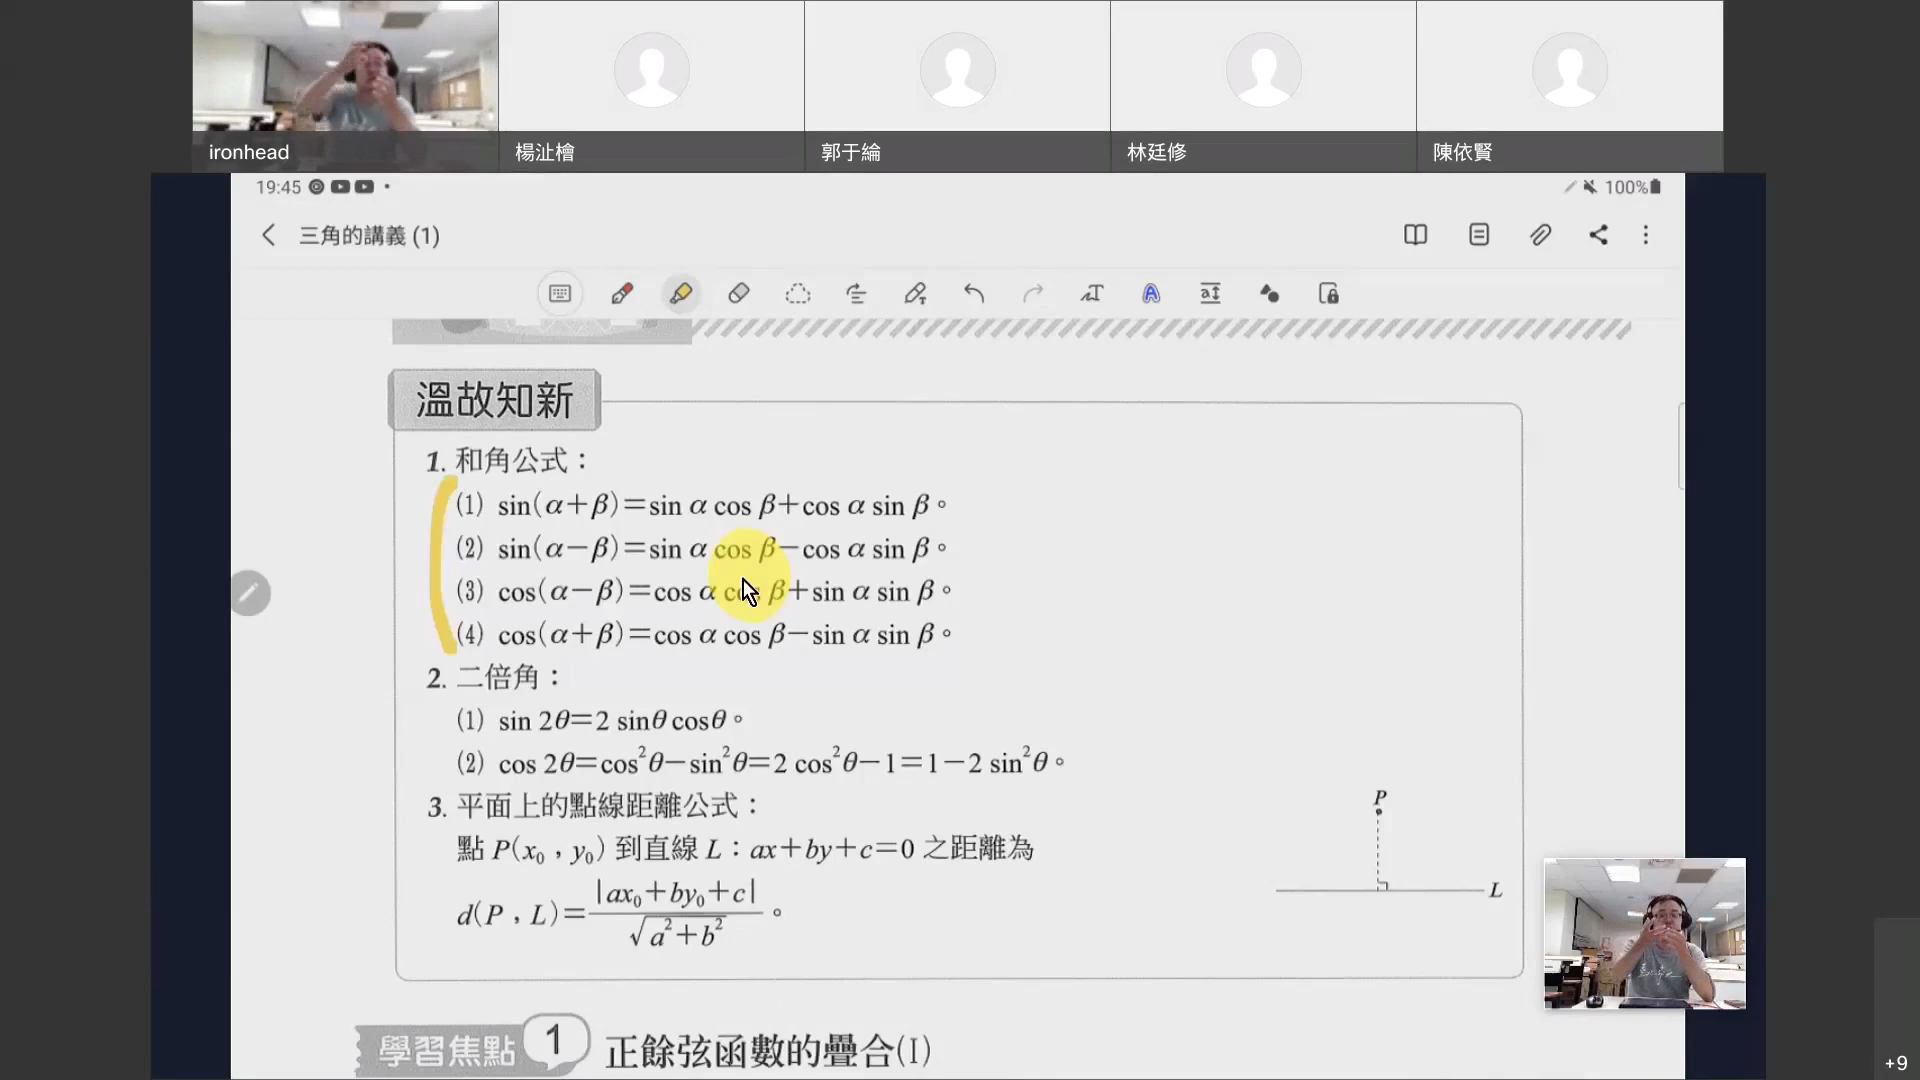 ironhead
楊沚檜
郭于綸
林廷修
陳依賢
19:45
100%
三角的講義 (1)
溫故知新
1. 和角公式：
(1) sin(α+β)=sin α cos β+cos α sin β。
(2) sin(α−β)=sin α cos β−cos α sin β。
(3) cos(α−β)=cos α cos β+sin α sin β。
(4) cos(α+β)=cos α cos β−sin α sin β。
2. 二倍角：
(1) sin 2θ=2 sinθ cosθ。
(2) cos 2θ=cos²θ−sin²θ=2 cos²θ−1=1−2 sin²θ。
3. 平面上的點線距離公式：
點 P(x₀，y₀) 到直線 L：ax+by+c=0 之距離為
d(P，L)=|ax₀+by₀+c|/√(a²+b²)。
P
L
學習焦點 1 正餘弦函數的疊合(I)
+9